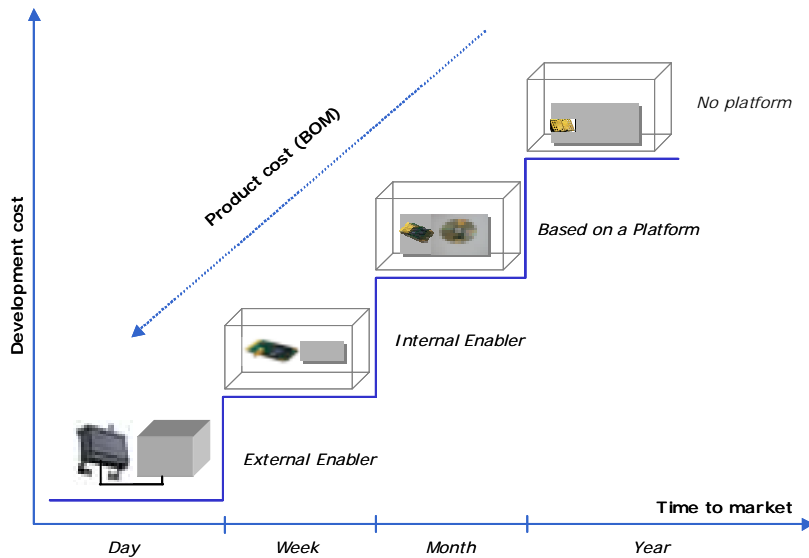 No platform
Product cost (BOM)
Based on a Platform
Development cost
Internal Enabler
External Enabler
Time to market
Day
Week
Month
Year